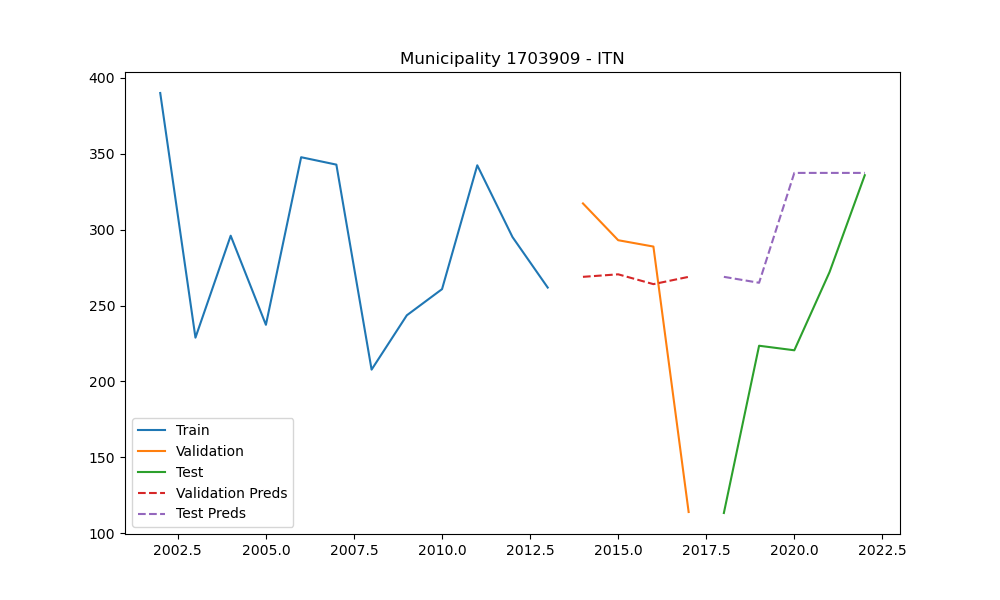 Municipality 1703909 - ITN
400
350
300
250
200
150
100
Train
Validation
Test
Validation Preds
Test Preds
2002.5 2005.0 2007.5 2010.0 2012.5 2015.0 2017.5 2020.0 2022.5